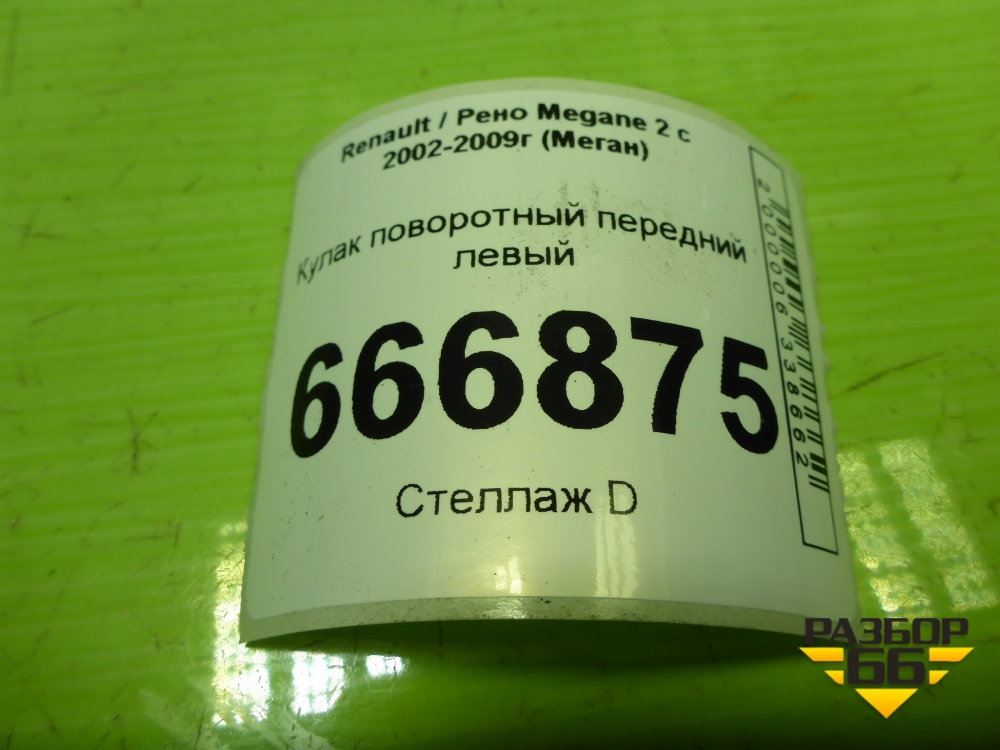 Renault / Рено Megane 2 с
2002-2009г (Меган)
Кулак поворотный передний
левый
666875
Стеллаж D
2000006338662
РАЗБОР
66